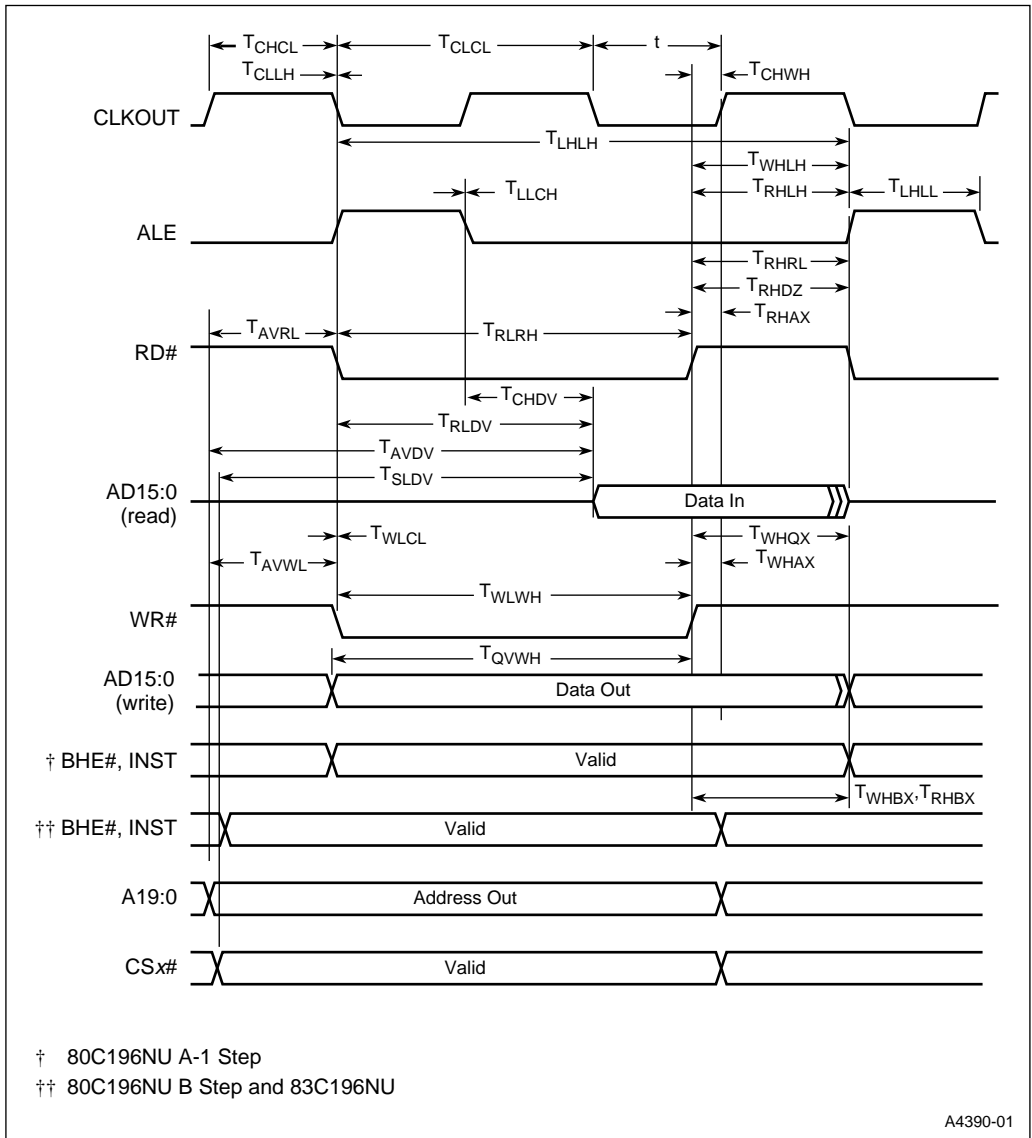 TCHCL TCLCL t
TCLLH TCHWH
CLKOUT
TLHLH
TWHLH
TLLCH TRHLH TLHLL
ALE
TRHRL
TRHDZ
TAVRL TRLRH TRHAX
RD#
TCHDV
TRLDV
TAVDV
TSLDV
AD15:0 Data In
(read)
TWLCL TWHQX
TAVWL TWHAX
TWLWH
WR#
TQVWH
AD15:0 Data Out
(write)
† BHE#, INST Valid
TWHBX,TRHBX
†† BHE#, INST Valid
A19:0 Address Out
CSx# Valid
† 80C196NU A-1 Step
†† 80C196NU B Step and 83C196NU
A4390-01